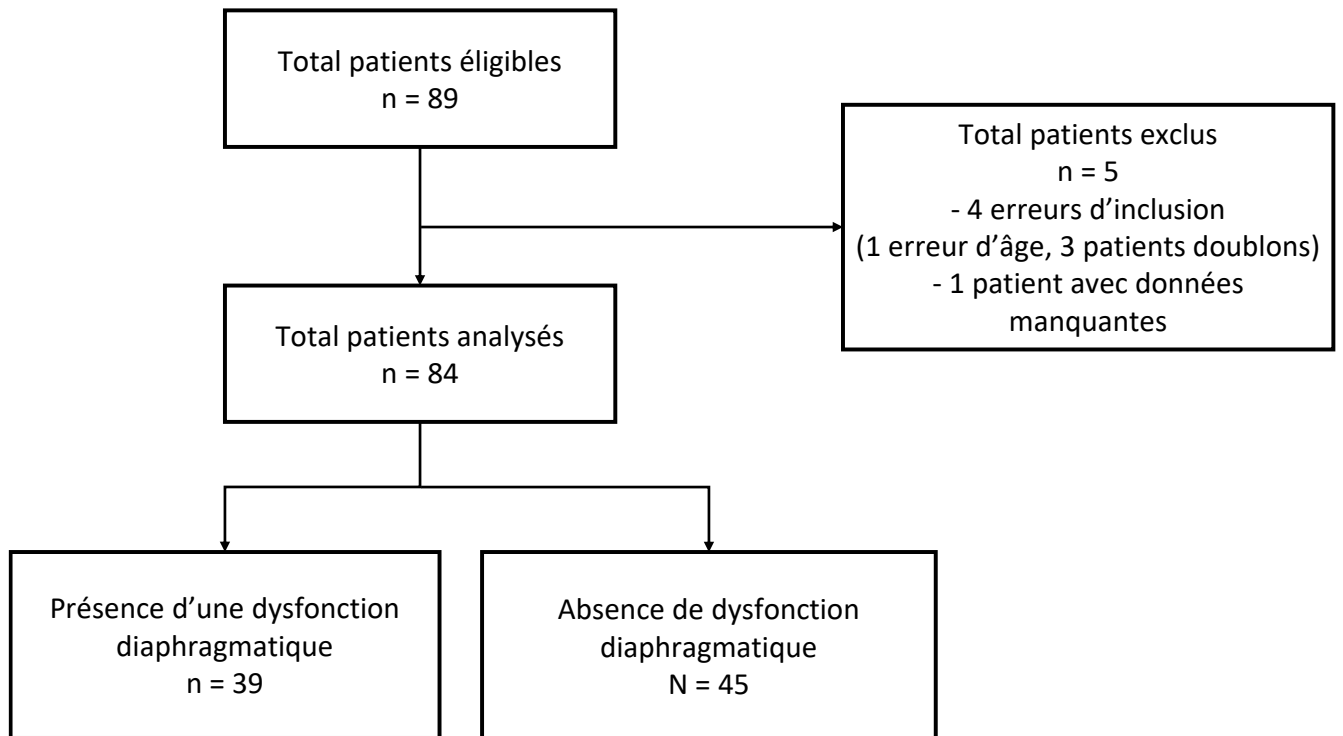 Total patients éligibles
n = 89
Total patients exclus
n = 5
- 4 erreurs d’inclusion
(1 erreur d’âge, 3 patients doublons)
- 1 patient avec données
manquantes
Total patients analysés
n = 84
Présence d’une dysfonction
diaphragmatique
n = 39
Absence de dysfonction
diaphragmatique
N = 45